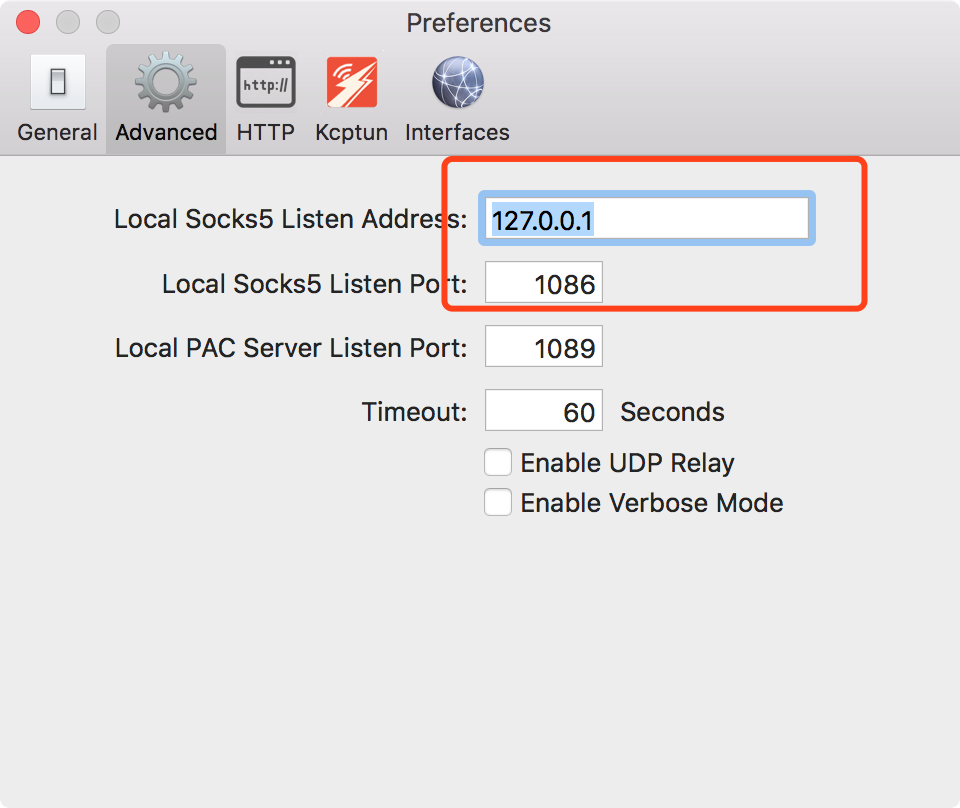 Preferences
http://
General Advanced HTTP Kcptun Interfaces
Local Socks5 Listen Address: 127.0.0.1
Local Socks5 Listen Port: 1086
Local PAC Server Listen Port: 1089
Timeout: 60 Seconds
Enable UDP Relay
Enable Verbose Mode